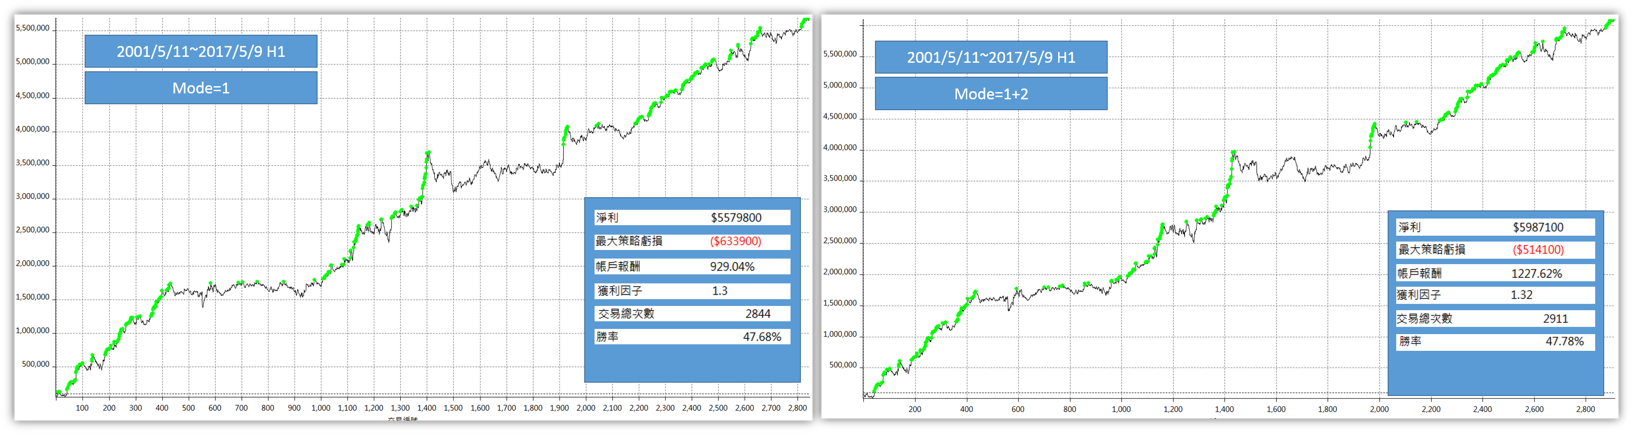 5,500,000
5,000,000
4,500,000
4,000,000
3,500,000
3,000,000
2,500,000
2,000,000
1,500,000
1,000,000
500,000
2001/5/11~2017/5/9 H1
Mode=1
淨利 $5579800
最大策略虧損 ($633900)
帳戶報酬 929.04%
獲利因子 1.3
交易總次數 2844
勝率 47.68%
100 200 300 400 500 600 700 800 900 1,000 1,100 1,200 1,300 1,400 1,500 1,600 1,700 1,800 1,900 2,000 2,100 2,200 2,300 2,400 2,500 2,600 2,700 2,800
5,500,000
5,000,000
4,500,000
4,000,000
3,500,000
3,000,000
2,500,000
2,000,000
1,500,000
1,000,000
500,000
2001/5/11~2017/5/9 H1
Mode=1+2
淨利 $5987100
最大策略虧損 ($514100)
帳戶報酬 1227.62%
獲利因子 1.32
交易總次數 2911
勝率 47.78%
200 400 600 800 1,000 1,200 1,400 1,600 1,800 2,000 2,200 2,400 2,600 2,800